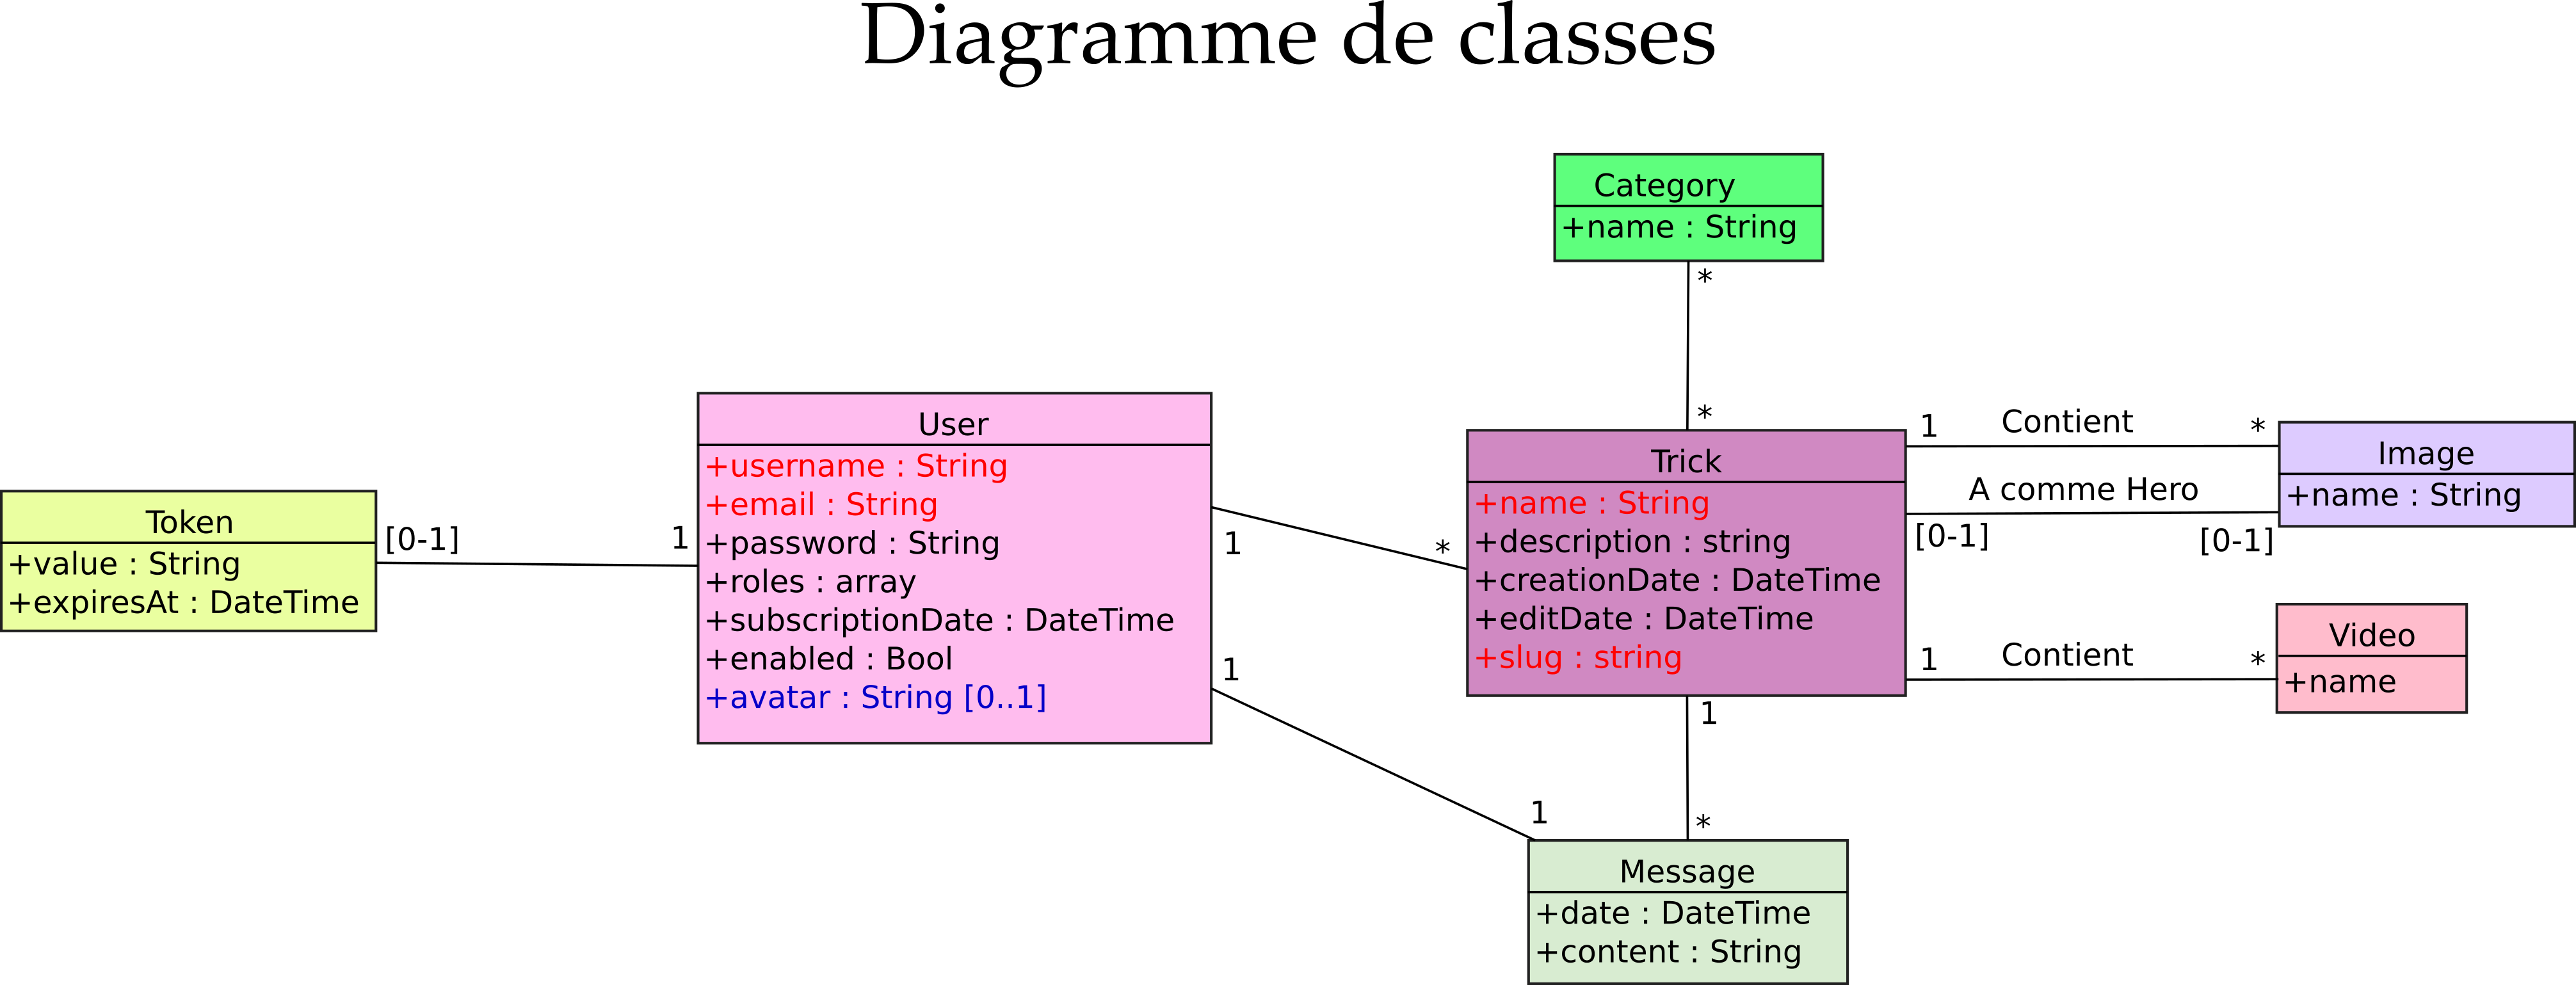 Diagramme de classes
Category
+name : String
*
*
User
+username : String
+email : String
+password : String
+roles : array
+subscriptionDate : DateTime
+enabled : Bool
+avatar : String [0..1]
Token
+value : String
+expiresAt : DateTime
[0-1]
1
1
*
1
1
Trick
+name : String
+description : string
+creationDate : DateTime
+editDate : DateTime
+slug : string
1
Contient
*
A comme Hero
[0-1]
[0-1]
Image
+name : String
1
Contient
*
Video
+name
1
*
Message
+date : DateTime
+content : String